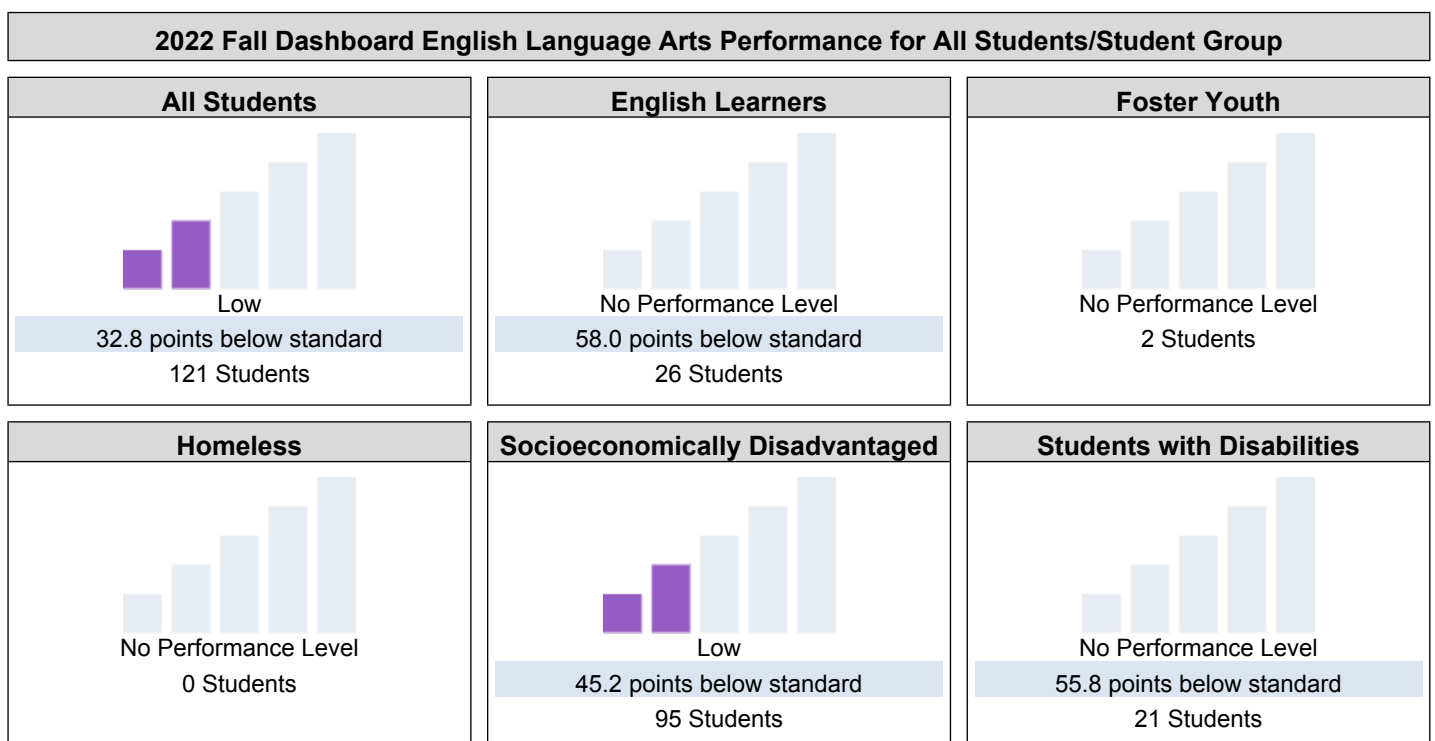 2022 Fall Dashboard English Language Arts Performance for All Students/Student Group
All Students
Low
32.8 points below standard
121 Students
English Learners
No Performance Level
58.0 points below standard
26 Students
Foster Youth
No Performance Level
2 Students
Homeless
No Performance Level
0 Students
Socioeconomically Disadvantaged
Low
45.2 points below standard
95 Students
Students with Disabilities
No Performance Level
55.8 points below standard
21 Students